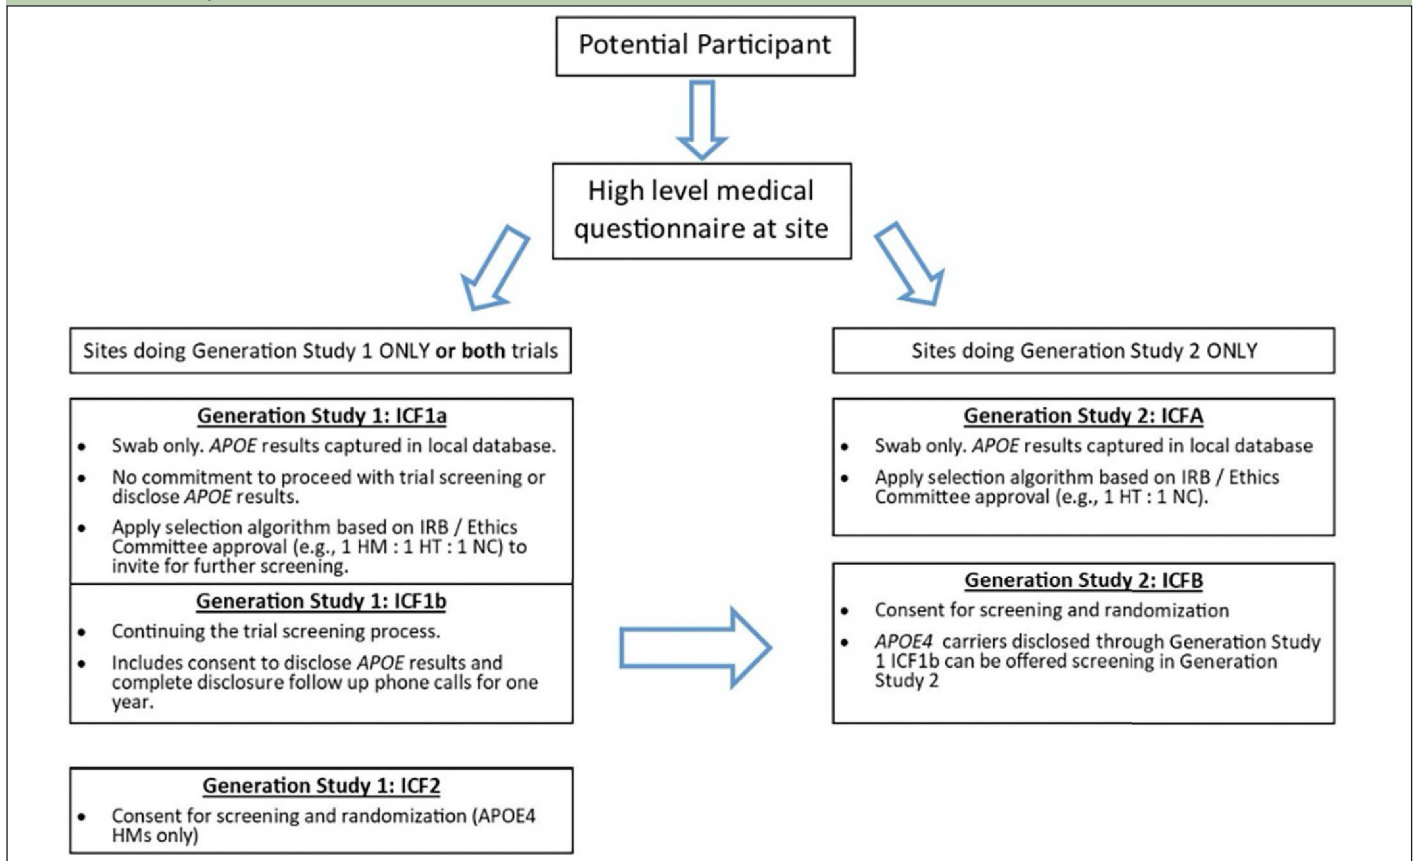 Potential Participant
High level medical
questionnaire at site
Sites doing Generation Study 1 ONLY or both trials
Generation Study 1: ICF1a
• Swab only. APOE results captured in local database.
• No commitment to proceed with trial screening or
disclose APOE results.
• Apply selection algorithm based on IRB / Ethics
Committee approval (e.g., 1 HM : 1 HT : 1 NC) to
invite for further screening.
Generation Study 1: ICF1b
• Continuing the trial screening process.
• Includes consent to disclose APOE results and
complete disclosure follow up phone calls for one
year.
Generation Study 1: ICF2
• Consent for screening and randomization (APOE4
HMs only)
Sites doing Generation Study 2 ONLY
Generation Study 2: ICFA
• Swab only. APOE results captured in local database
• Apply selection algorithm based on IRB / Ethics
Committee approval (e.g., 1 HT : 1 NC).
Generation Study 2: ICFB
• Consent for screening and randomization
• APOE4 carriers disclosed through Generation Study
1 ICF1b can be offered screening in Generation
Study 2